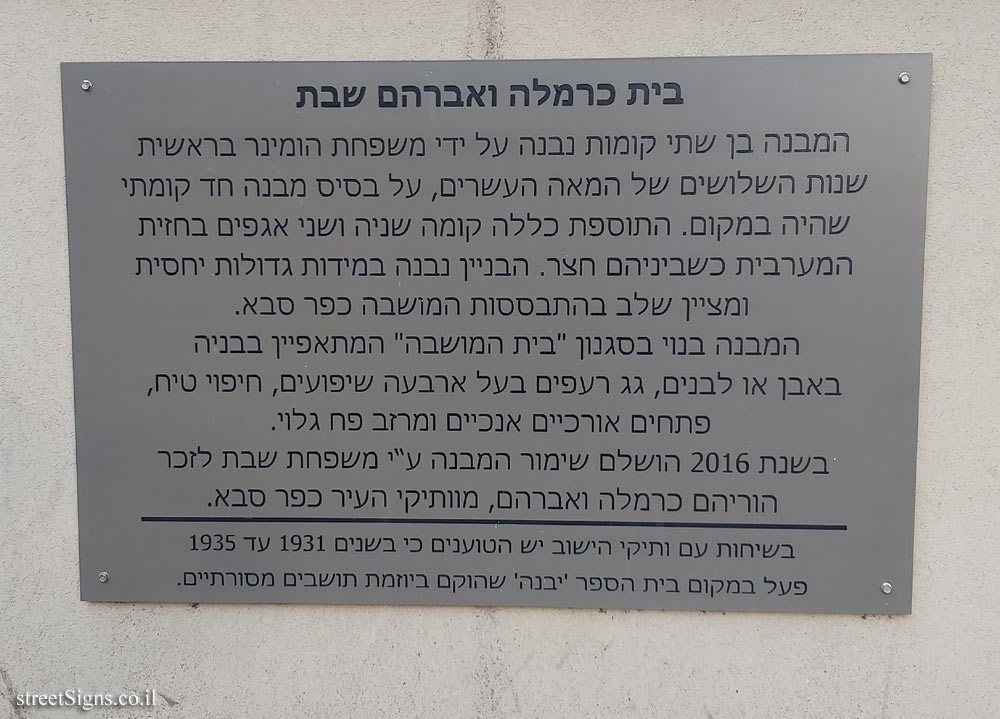 בית כרמלה ואברהם שבת
המבנה בן שתי קומות נבנה על ידי משפחת הומינר בראשית
שנות השלושים של המאה העשרים, על בסיס מבנה חד קומתי
שהיה במקום. התוספת כללה קומה שניה ושני אגפים בחזית
המערבית כשביניהם חצר. הבניין נבנה במידות גדולות יחסית
ומציין שלב בהתבססות המושבה כפר סבא.
המבנה בנוי בסגנון "בית המושבה" המתאפיין בבניה
באבן או לבנים, גג רעפים בעל ארבעה שיפועים, חיפוי טיח,
פתחים אורכיים אנכיים ומרזב פח גלוי.
בשנת 2016 הושלם שימור המבנה ע"י משפחת שבת לזכר
הוריהם כרמלה ואברהם, מוותיקי העיר כפר סבא.
בשיחות עם ותיקי הישוב יש הטוענים כי בשנים 1931 עד 1935
פעל במקום בית הספר 'יבנה' שהוקם ביוזמת תושבים מסורתיים.
streetSigns.co.il